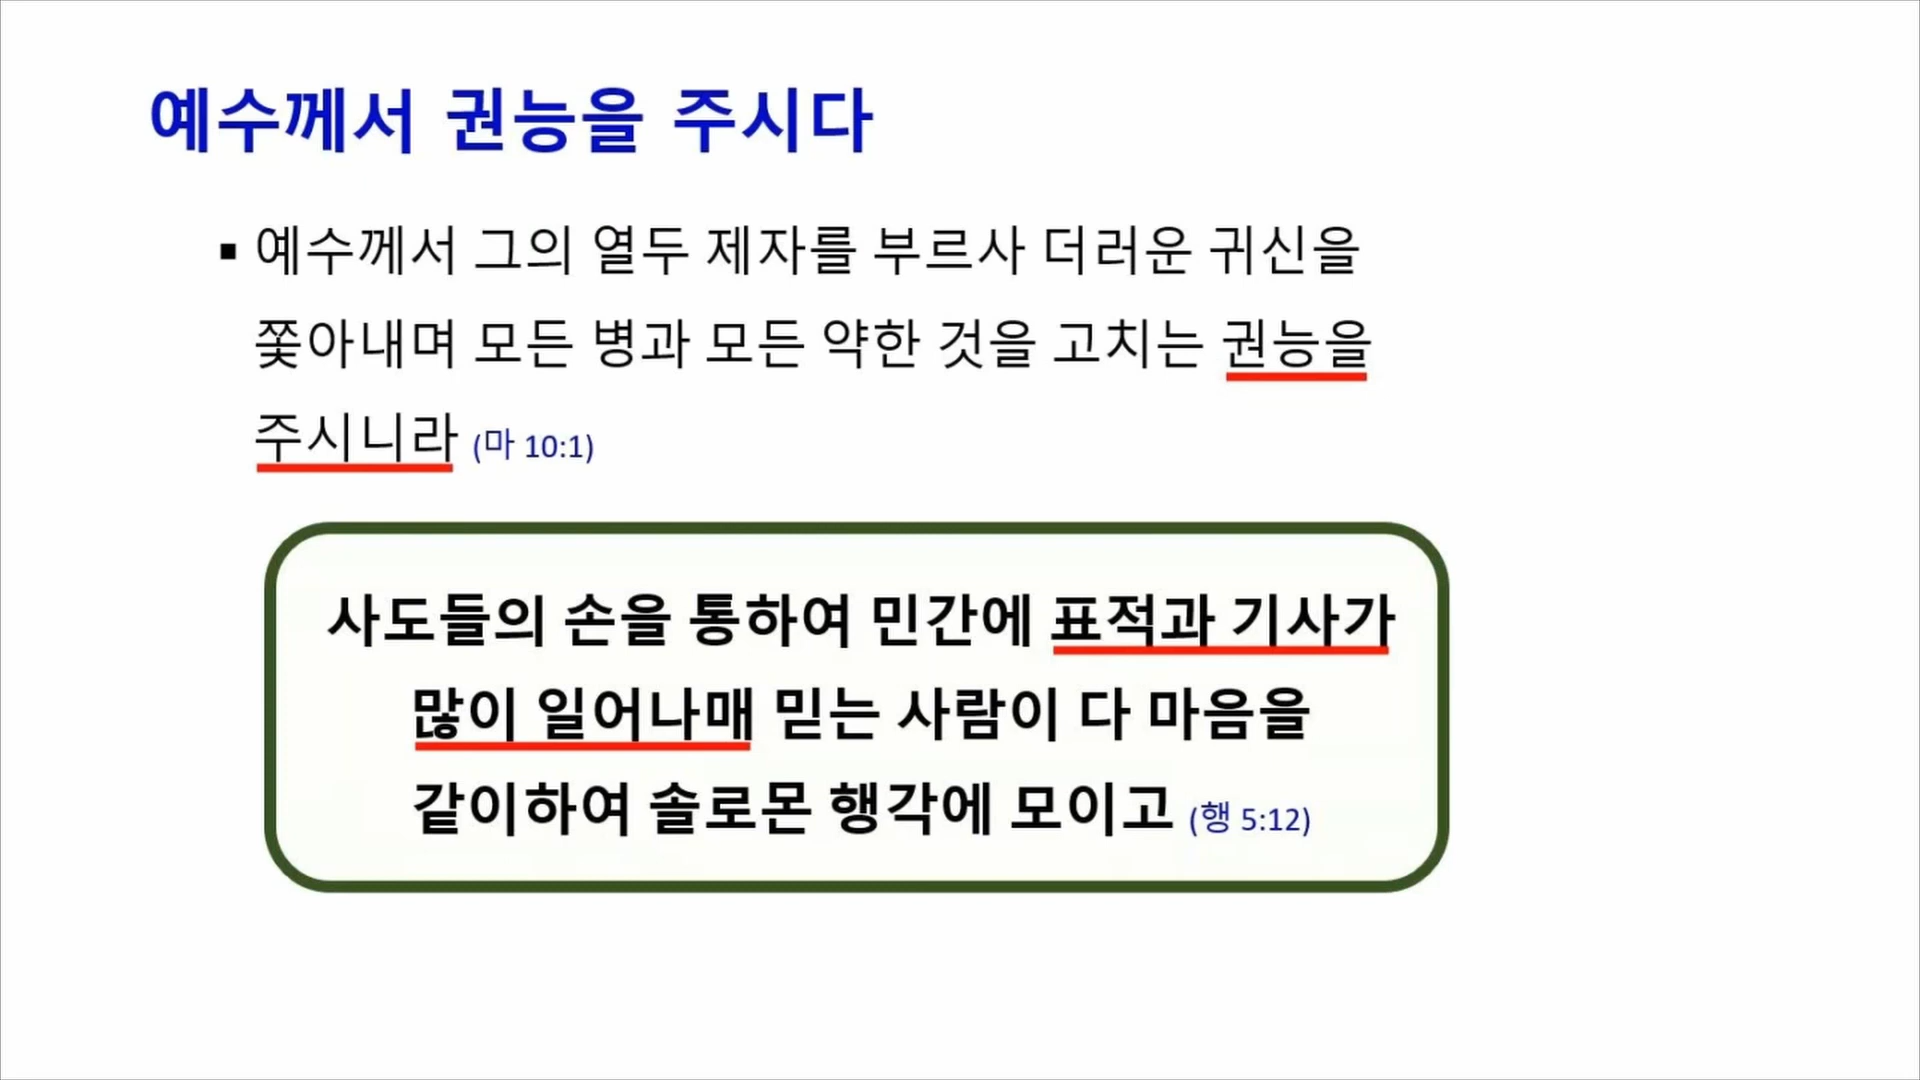 예수께서 권능을 주시다
▪ 예수께서 그의 열두 제자를 부르사 더러운 귀신을
쫓아내며 모든 병과 모든 약한 것을 고치는 권능을
주시니라 (마 10:1)
사도들의 손을 통하여 민간에 표적과 기사가
많이 일어나매 믿는 사람이 다 마음을
같이하여 솔로몬 행각에 모이고 (행 5:12)